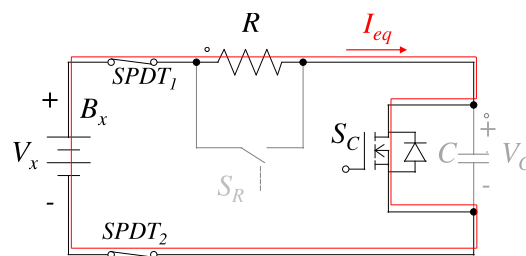 R
I_eq
SPDT_1
+
B_x
V_x
-
S_R
S_C
C
+
V_C
-
SPDT_2